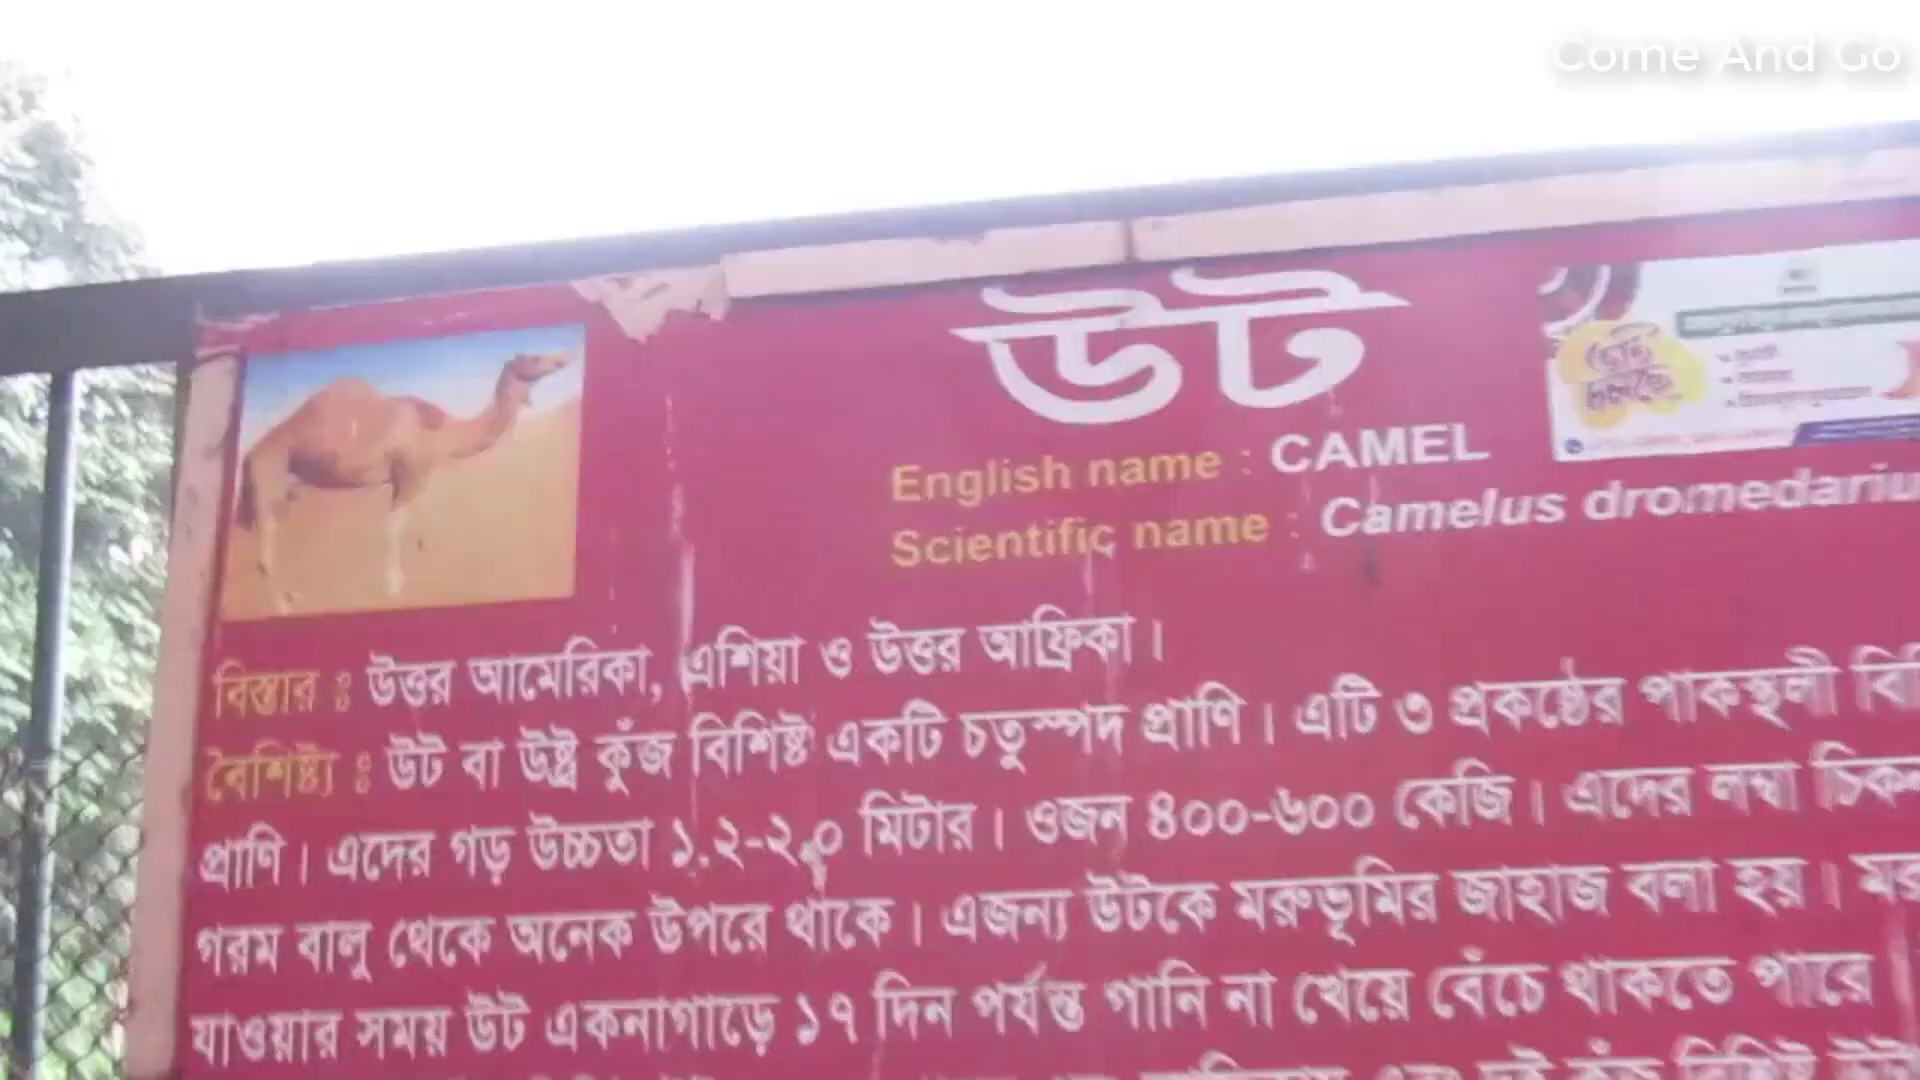 Come And Go
উট
English name : CAMEL
Scientific name : Camelus dromedariu
বিস্তার ঃ উত্তর আমেরিকা, এশিয়া ও উত্তর আফ্রিকা।
বৈশিষ্ট্য ঃ উট বা উষ্ট্র কুঁজ বিশিষ্ট একটি চতুস্পদ প্রাণি। এটি ৩ প্রকষ্ঠের পাকস্থলী
প্রাণি। এদের গড় উচ্চতা ১.২-২.০ মিটার। ওজন ৪০০-৬০০ কেজি। এদের লম্বা
গরম বালু থেকে অনেক উপরে থাকে। এজন্য উটকে মরুভূমির জাহাজ বলা হয়।
যাওয়ার সময় উট একনাগাড়ে ১৭ দিন পর্যন্ত পানি না খেয়ে বেঁচে থাকতে পারে